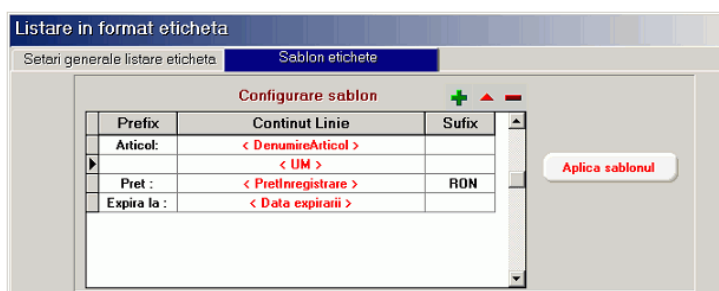 Listare in format eticheta
Setari generale listare eticheta Sablon etichete
Configurare sablon
Prefix Continut Linie Sufix
Articol: < DenumireArticol >
< UM >
Aplica sablonul
Pret : < PretInregistrare > RON
Expira la : < Data expirarii >